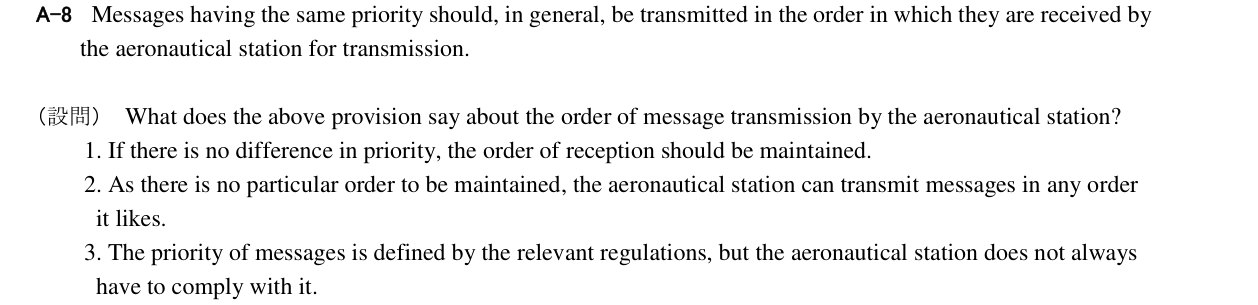 A−8 Messages having the same priority should, in general, be transmitted in the order in which they are received by
the aeronautical station for transmission.
（設問） What does the above provision say about the order of message transmission by the aeronautical station?
1. If there is no difference in priority, the order of reception should be maintained.
2. As there is no particular order to be maintained, the aeronautical station can transmit messages in any order
it likes.
3. The priority of messages is defined by the relevant regulations, but the aeronautical station does not always
have to comply with it.